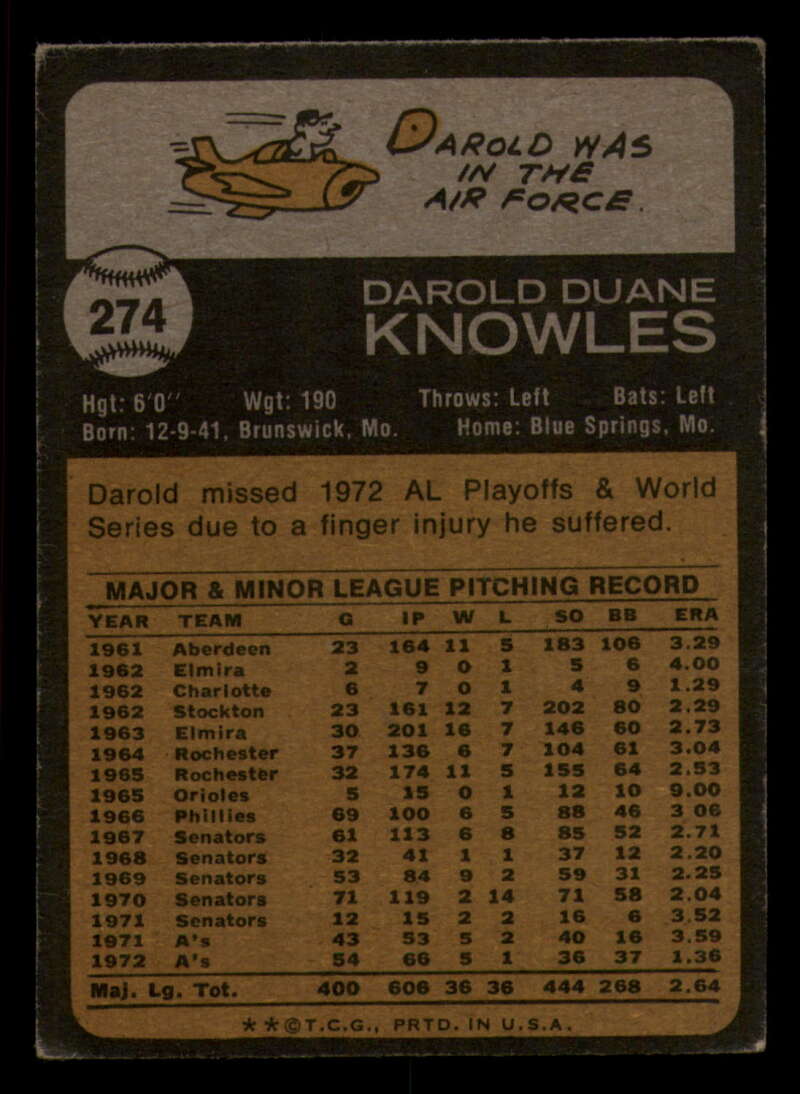 DAROLD WAS
IN THE
AIR FORCE.
274
DAROLD DUANE
KNOWLES
Hgt: 6'0" Wgt: 190 Throws: Left Bats: Left
Born: 12-9-41, Brunswick, Mo. Home: Blue Springs, Mo.
Darold missed 1972 AL Playoffs & World
Series due to a finger injury he suffered.
MAJOR & MINOR LEAGUE PITCHING RECORD
YEAR TEAM G IP W L SO BB ERA
1961 Aberdeen 23 164 11 5 183 106 3.29
1962 Elmira 2 9 0 1 5 6 4.00
1962 Charlotte 6 7 0 1 4 9 1.29
1962 Stockton 23 161 12 7 202 80 2.29
1963 Elmira 30 201 16 7 146 60 2.73
1964 Rochester 37 136 6 7 104 61 3.04
1965 Rochester 32 174 11 5 155 64 2.53
1965 Orioles 5 15 0 1 12 10 9.00
1966 Phillies 69 100 6 5 88 46 3 06
1967 Senators 61 113 6 8 85 52 2.71
1968 Senators 32 41 1 1 37 12 2.20
1969 Senators 53 84 9 2 59 31 2.25
1970 Senators 71 119 2 14 71 58 2.04
1971 Senators 12 15 2 2 16 6 3.52
1971 A's 43 53 5 2 40 16 3.59
1972 A's 54 66 5 1 36 37 1.36
Maj. Lg. Tot. 400 606 36 36 444 268 2.64
**©T.C.G., PRTD. IN U.S.A.